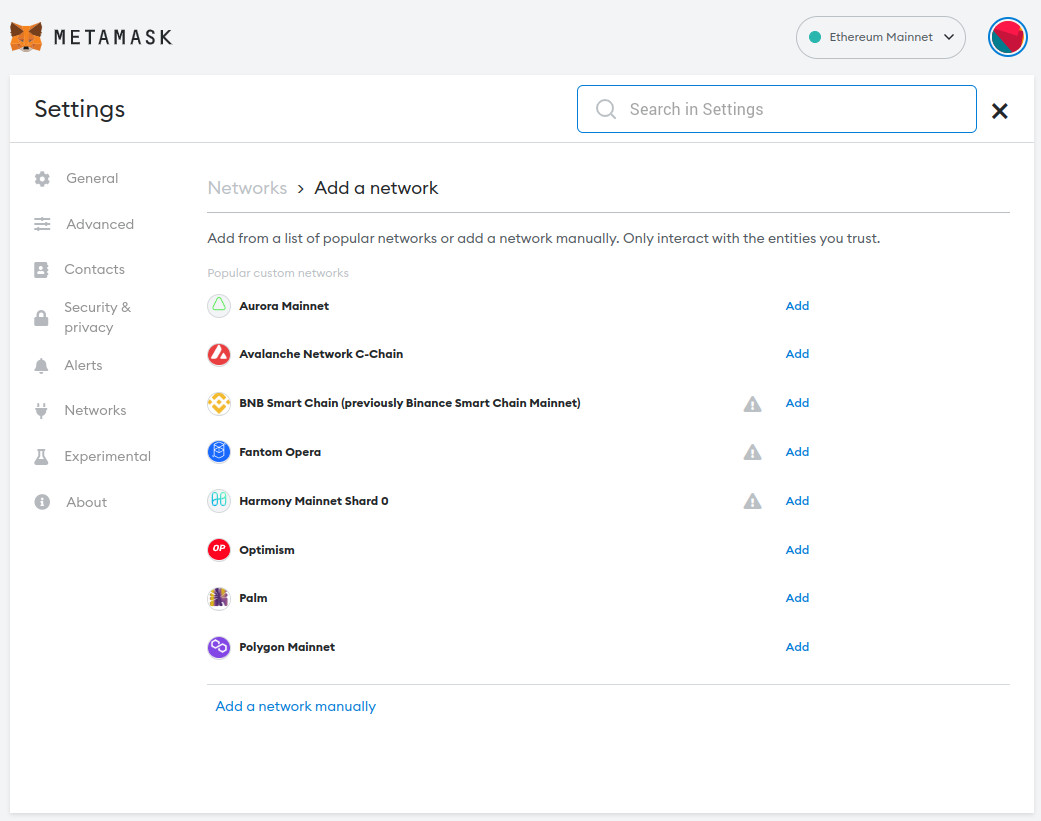 METAMASK
Ethereum Mainnet
Settings
Search in Settings
General
Advanced
Contacts
Security &
privacy
Alerts
Networks
Experimental
About
Networks › Add a network
Add from a list of popular networks or add a network manually. Only interact with the entities you trust.
Popular custom networks
Aurora Mainnet Add
Avalanche Network C-Chain Add
BNB Smart Chain (previously Binance Smart Chain Mainnet) Add
Fantom Opera Add
Harmony Mainnet Shard 0 Add
OP Optimism Add
Palm Add
Polygon Mainnet Add
Add a network manually